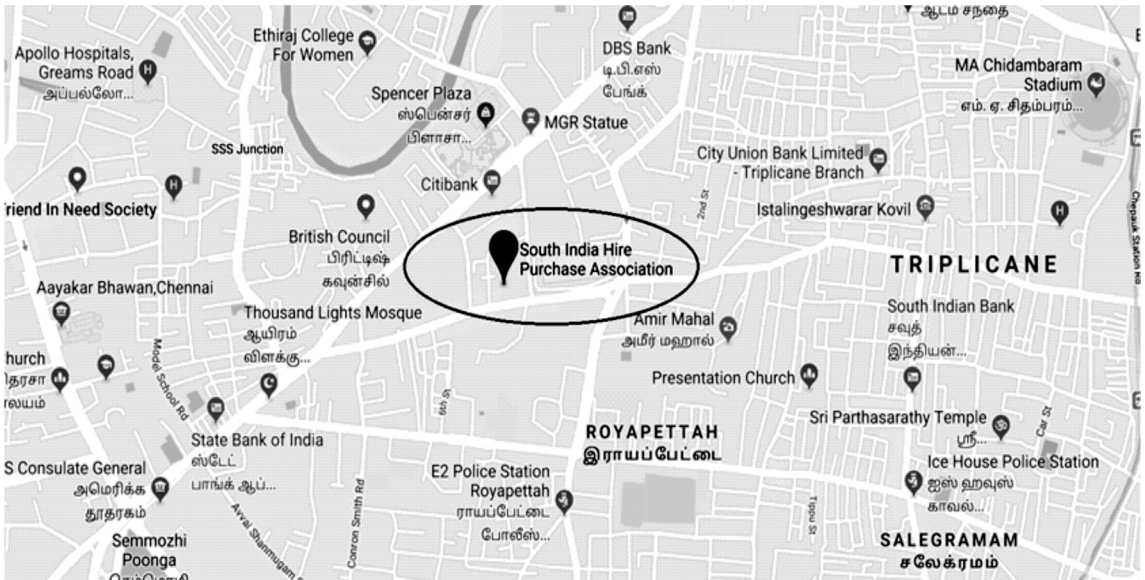 ஆடம் சந்தை
Apollo Hospitals,
Greams Road
அப்பல்லோ...
Ethiraj College
For Women
DBS Bank
டி.பி.எஸ்
பேங்க்
MA Chidambaram
Stadium
எம். ஏ. சிதம்பரம்...
Spencer Plaza
ஸ்பென்சர்
பிளாசா...
MGR Statue
SSS Junction
City Union Bank Limited
- Triplicane Branch
Citibank
Friend In Need Society
2nd St
Istalingeshwarar Kovil
Chepauk Station Rd
British Council
பிரிட்டிஷ்
கவுன்சில்
South India Hire
Purchase Association
TRIPLICANE
Aayakar Bhawan,Chennai
Thousand Lights Mosque
ஆயிரம்
விளக்கு...
South Indian Bank
சவுத்
இந்தியன்...
Amir Mahal
அமீர் மஹால்
hurch
தரசா
Model School Rd
6th St
Presentation Church
State Bank of India
ஸ்டேட்
பாங்க் ஆப்...
ROYAPETTAH
இராயப்பேட்டை
Sri Parthasarathy Temple
ஸ்ரீ...
Car St
S Consulate General
அமெரிக்க
தூதரகம்
E2 Police Station
Royapettah
ராயப்பேட்டை
போலீஸ்...
Ice House Police Station
ஐஸ் ஹவுஸ்
காவல்...
Conron Smith Rd
Avvai Shanmugam
Tippu St
Semmozhi
Poonga
SALEGRAMAM
சலேக்ரமம்